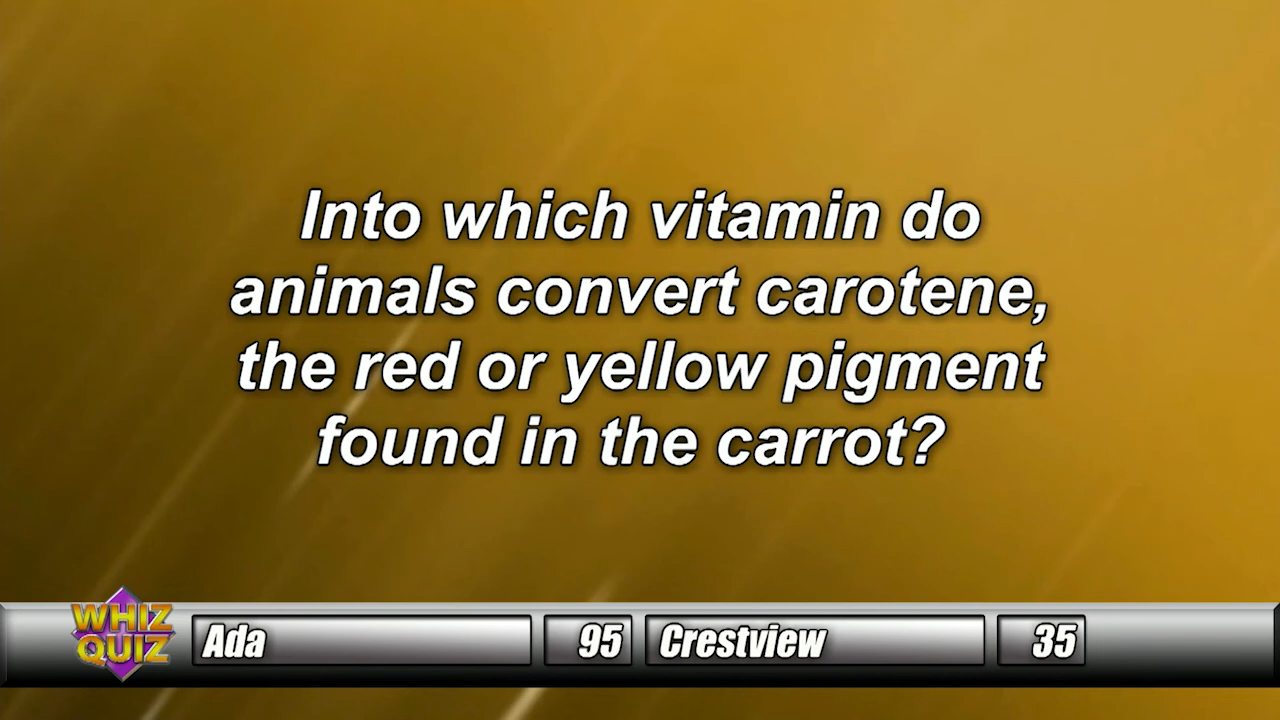 Into which vitamin do
animals convert carotene,
the red or yellow pigment
found in the carrot?
WHIZ
QUIZ
Ada 95 Crestview 35